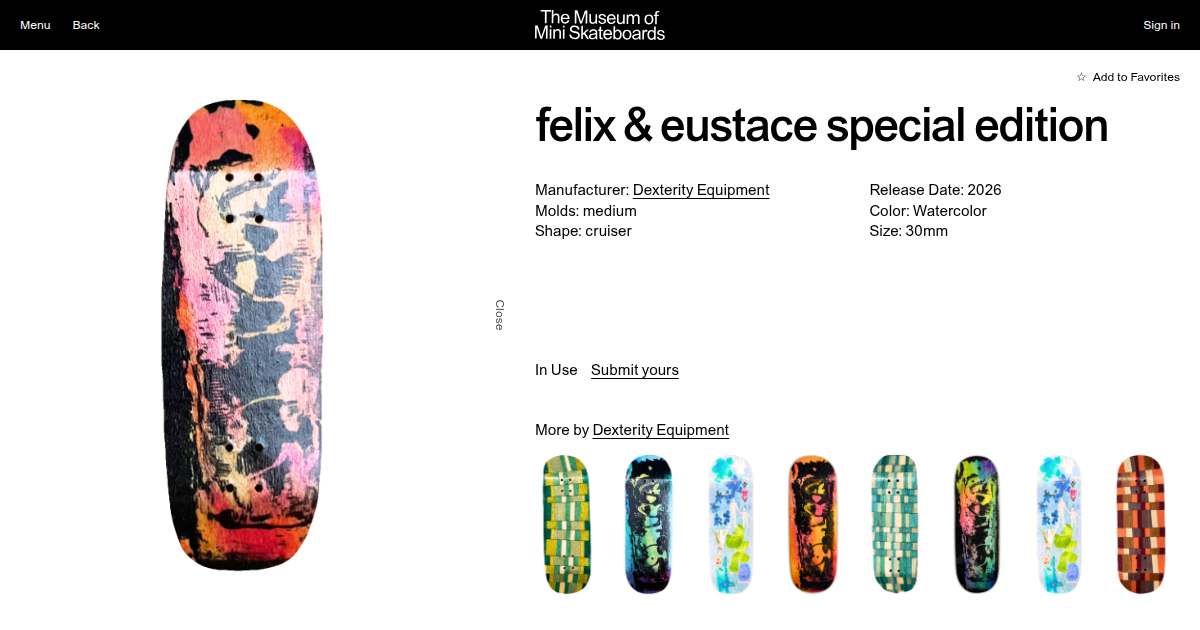 Menu Back
The Museum of
Mini Skateboards
Sign in
☆ Add to Favorites
felix & eustace special edition
Manufacturer: Dexterity Equipment
Molds: medium
Shape: cruiser
Release Date: 2026
Color: Watercolor
Size: 30mm
Close
In Use Submit yours
More by Dexterity Equipment